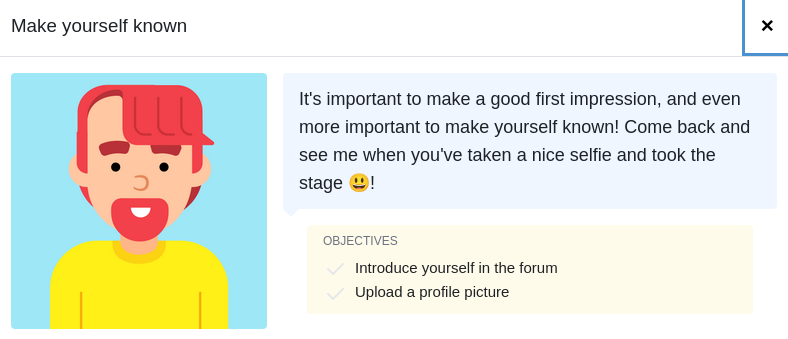 Make yourself known
×
It's important to make a good first impression, and even
more important to make yourself known! Come back and
see me when you've taken a nice selfie and took the
stage 😃!
OBJECTIVES
Introduce yourself in the forum
Upload a profile picture